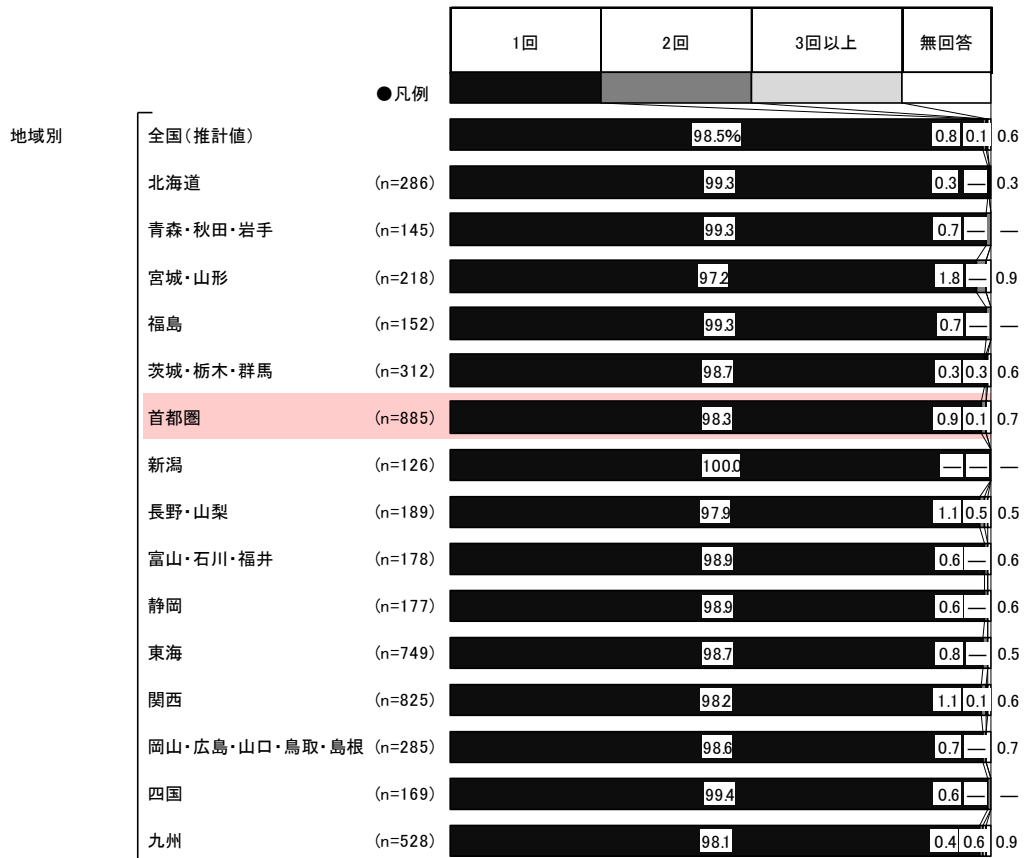 1回 2回 3回以上 無回答
●凡例
地域別 全国（推計値） 98.5% 0.8 0.1 0.6
北海道 （n=286） 99.3 0.3 — 0.3
青森・秋田・岩手 （n=145） 99.3 0.7 — —
宮城・山形 （n=218） 97.2 1.8 — 0.9
福島 （n=152） 99.3 0.7 — —
茨城・栃木・群馬 （n=312） 98.7 0.3 0.3 0.6
首都圏 （n=885） 98.3 0.9 0.1 0.7
新潟 （n=126） 100.0 — — —
長野・山梨 （n=189） 97.9 1.1 0.5 0.5
富山・石川・福井 （n=178） 98.9 0.6 — 0.6
静岡 （n=177） 98.9 0.6 — 0.6
東海 （n=749） 98.7 0.8 — 0.5
関西 （n=825） 98.2 1.1 0.1 0.6
岡山・広島・山口・鳥取・島根 （n=285） 98.6 0.7 — 0.7
四国 （n=169） 99.4 0.6 — —
九州 （n=528） 98.1 0.4 0.6 0.9